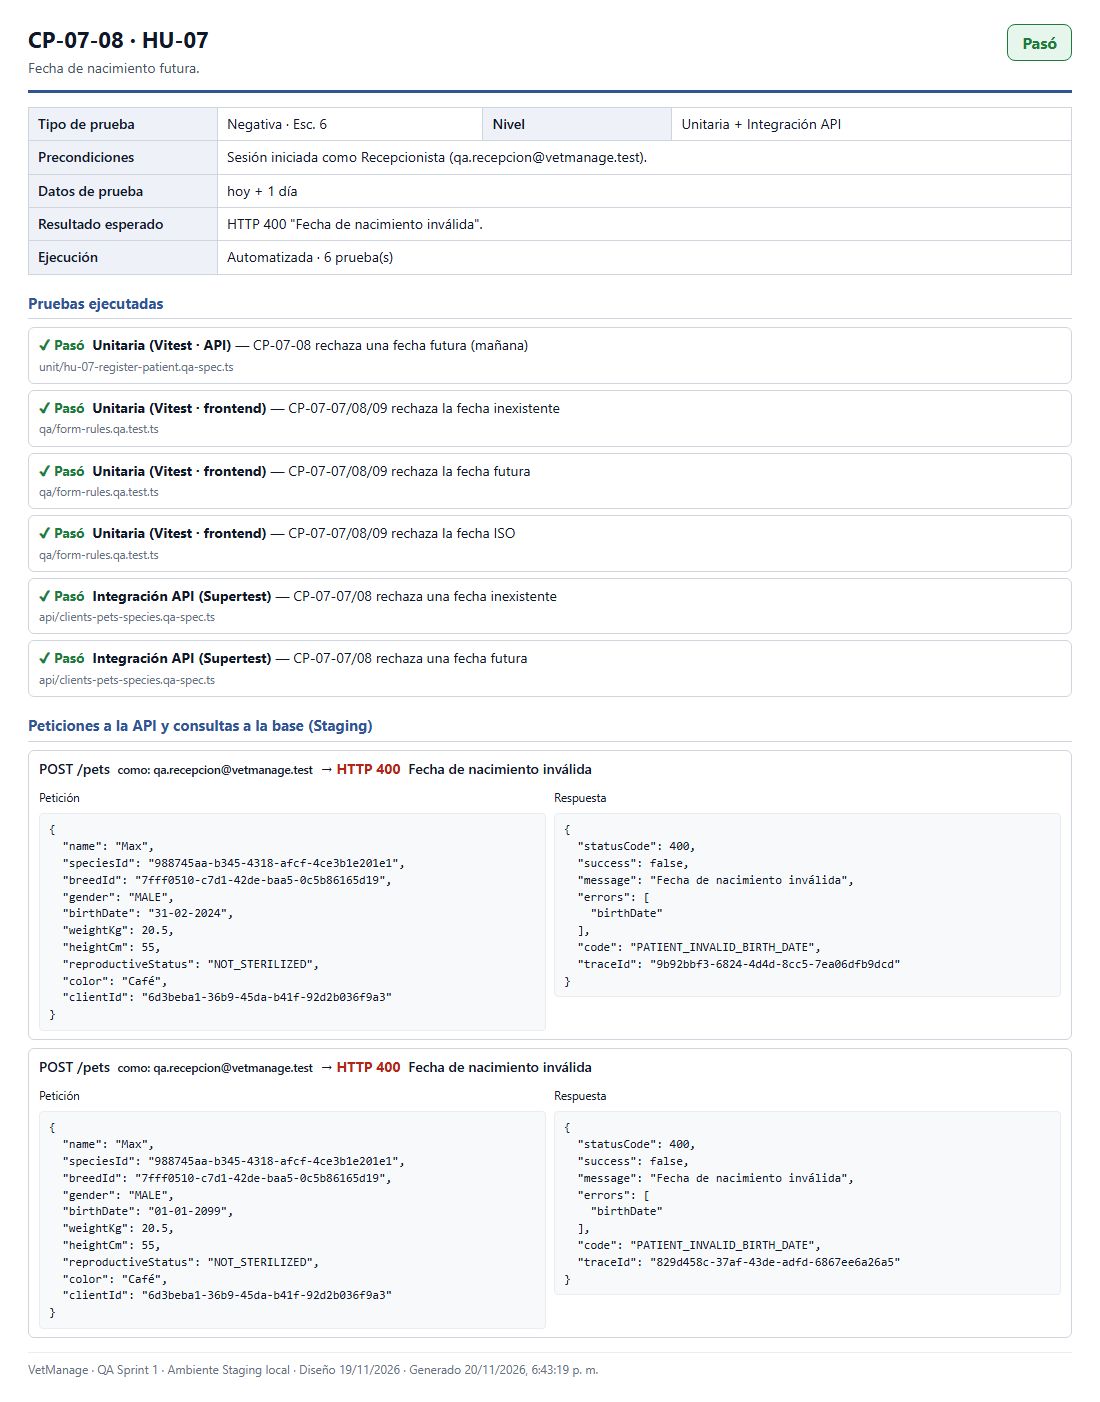 CP-07-08 · HU-07
Pasó
Fecha de nacimiento futura.
Tipo de prueba Negativa · Esc. 6 Nivel Unitaria + Integración API
Precondiciones Sesión iniciada como Recepcionista (qa.recepcion@vetmanage.test).
Datos de prueba hoy + 1 día
Resultado esperado HTTP 400 "Fecha de nacimiento inválida".
Ejecución Automatizada · 6 prueba(s)
Pruebas ejecutadas
✓ Pasó Unitaria (Vitest · API) — CP-07-08 rechaza una fecha futura (mañana)
unit/hu-07-register-patient.qa-spec.ts
✓ Pasó Unitaria (Vitest · frontend) — CP-07-07/08/09 rechaza la fecha inexistente
qa/form-rules.qa.test.ts
✓ Pasó Unitaria (Vitest · frontend) — CP-07-07/08/09 rechaza la fecha futura
qa/form-rules.qa.test.ts
✓ Pasó Unitaria (Vitest · frontend) — CP-07-07/08/09 rechaza la fecha ISO
qa/form-rules.qa.test.ts
✓ Pasó Integración API (Supertest) — CP-07-07/08 rechaza una fecha inexistente
api/clients-pets-species.qa-spec.ts
✓ Pasó Integración API (Supertest) — CP-07-07/08 rechaza una fecha futura
api/clients-pets-species.qa-spec.ts
Peticiones a la API y consultas a la base (Staging)
POST /pets como: qa.recepcion@vetmanage.test → HTTP 400 Fecha de nacimiento inválida
Petición
{
"name": "Max",
"speciesId": "988745aa-b345-4318-afcf-4ce3b1e201e1",
"breedId": "7fff0510-c7d1-42de-baa5-0c5b86165d19",
"gender": "MALE",
"birthDate": "31-02-2024",
"weightKg": 20.5,
"heightCm": 55,
"reproductiveStatus": "NOT_STERILIZED",
"color": "Café",
"clientId": "6d3beba1-36b9-45da-b41f-92d2b036f9a3"
}
Respuesta
{
"statusCode": 400,
"success": false,
"message": "Fecha de nacimiento inválida",
"errors": [
"birthDate"
],
"code": "PATIENT_INVALID_BIRTH_DATE",
"traceId": "9b92bbf3-6824-4d4d-8cc5-7ea06dfb9dcd"
}
POST /pets como: qa.recepcion@vetmanage.test → HTTP 400 Fecha de nacimiento inválida
Petición
{
"name": "Max",
"speciesId": "988745aa-b345-4318-afcf-4ce3b1e201e1",
"breedId": "7fff0510-c7d1-42de-baa5-0c5b86165d19",
"gender": "MALE",
"birthDate": "01-01-2099",
"weightKg": 20.5,
"heightCm": 55,
"reproductiveStatus": "NOT_STERILIZED",
"color": "Café",
"clientId": "6d3beba1-36b9-45da-b41f-92d2b036f9a3"
}
Respuesta
{
"statusCode": 400,
"success": false,
"message": "Fecha de nacimiento inválida",
"errors": [
"birthDate"
],
"code": "PATIENT_INVALID_BIRTH_DATE",
"traceId": "829d458c-37af-43de-adfd-6867ee6a26a5"
}
VetManage · QA Sprint 1 · Ambiente Staging local · Diseño 19/11/2026 · Generado 20/11/2026, 6:43:19 p. m.